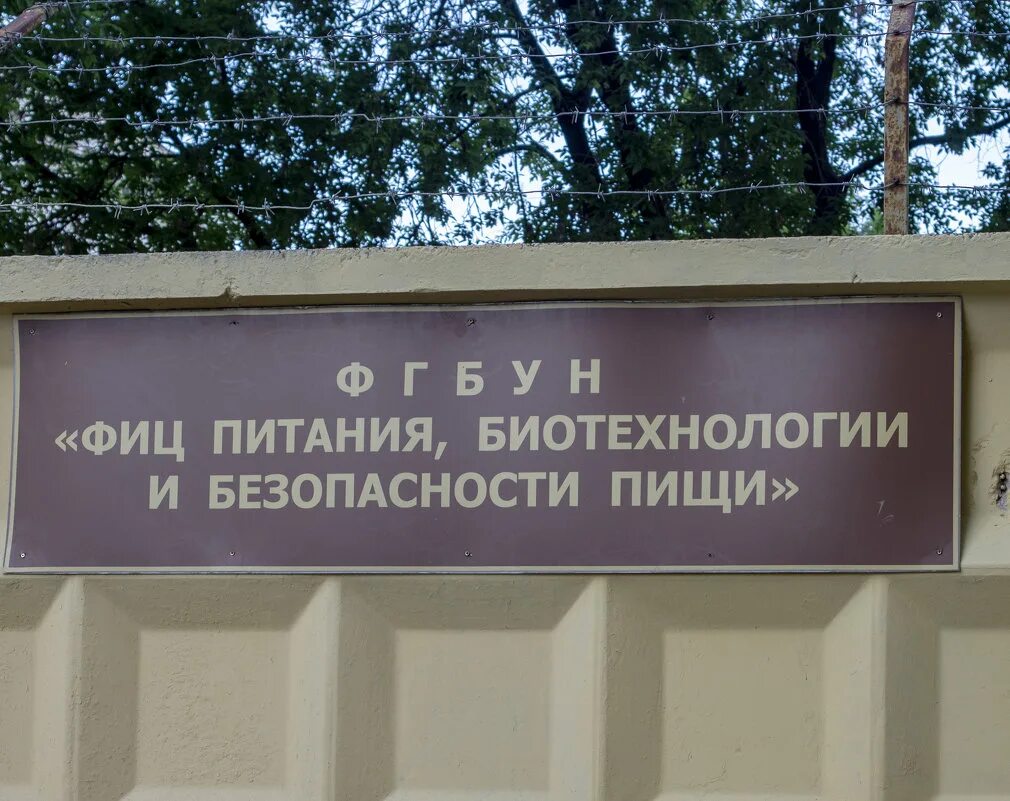 ФГБУН
«ФИЦ ПИТАНИЯ, БИОТЕХНОЛОГИИ
И БЕЗОПАСНОСТИ ПИЩИ»